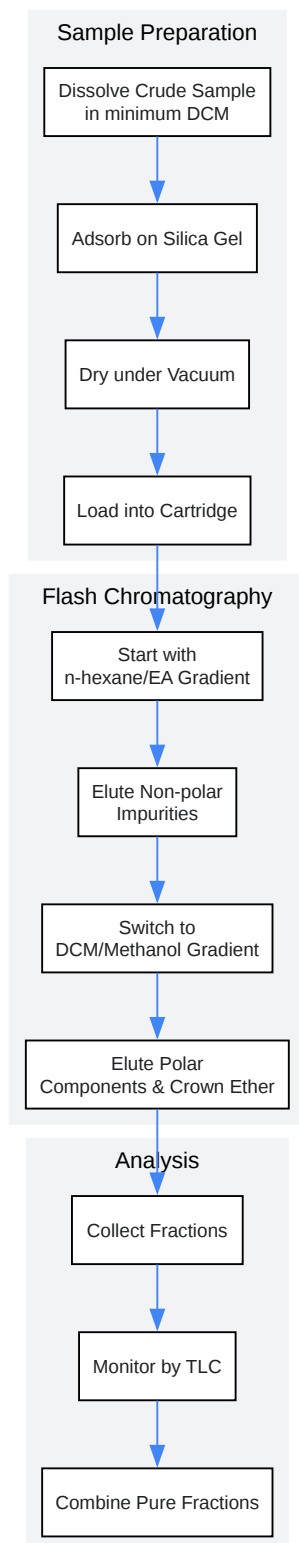 Sample Preparation
Dissolve Crude Sample
in minimum DCM
Adsorb on Silica Gel
Dry under Vacuum
Load into Cartridge
Flash Chromatography
Start with
n-hexane/EA Gradient
Elute Non-polar
Impurities
Switch to
DCM/Methanol Gradient
Elute Polar
Components & Crown Ether
Analysis
Collect Fractions
Monitor by TLC
Combine Pure Fractions